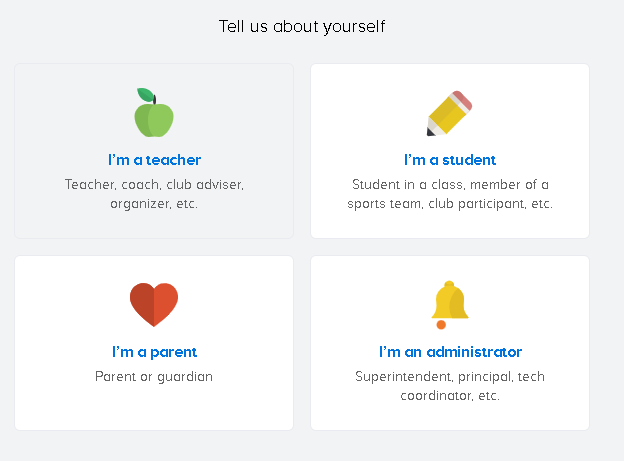 Tell us about yourself
I'm a teacher
Teacher, coach, club adviser,
organizer, etc.
I'm a student
Student in a class, member of a
sports team, club participant, etc.
I'm a parent
Parent or guardian
I'm an administrator
Superintendent, principal, tech
coordinator, etc.